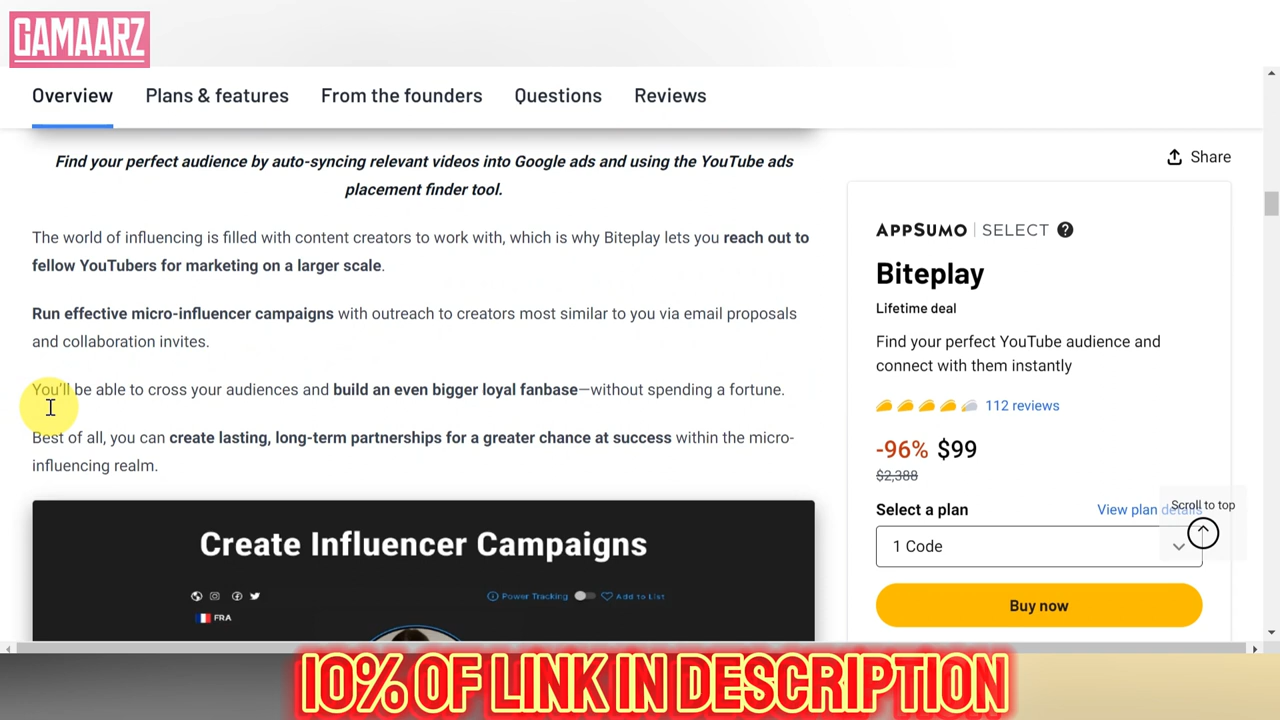 GAMAARZ
Overview Plans & features From the founders Questions Reviews
Find your perfect audience by auto-syncing relevant videos into Google ads and using the YouTube ads
placement finder tool.
The world of influencing is filled with content creators to work with, which is why Biteplay lets you reach out to
fellow YouTubers for marketing on a larger scale.
Run effective micro-influencer campaigns with outreach to creators most similar to you via email proposals
and collaboration invites.
You'll be able to cross your audiences and build an even bigger loyal fanbase—without spending a fortune.
Best of all, you can create lasting, long-term partnerships for a greater chance at success within the micro-
influencing realm.
Create Influencer Campaigns
Power Tracking Add to List
FRA
Share
APPSUMO | SELECT ?
Biteplay
Lifetime deal
Find your perfect YouTube audience and
connect with them instantly
112 reviews
-96% $99
$2,388
Select a plan View plan details
Scroll to top
1 Code
Buy now
10% OF LINK IN DESCRIPTION